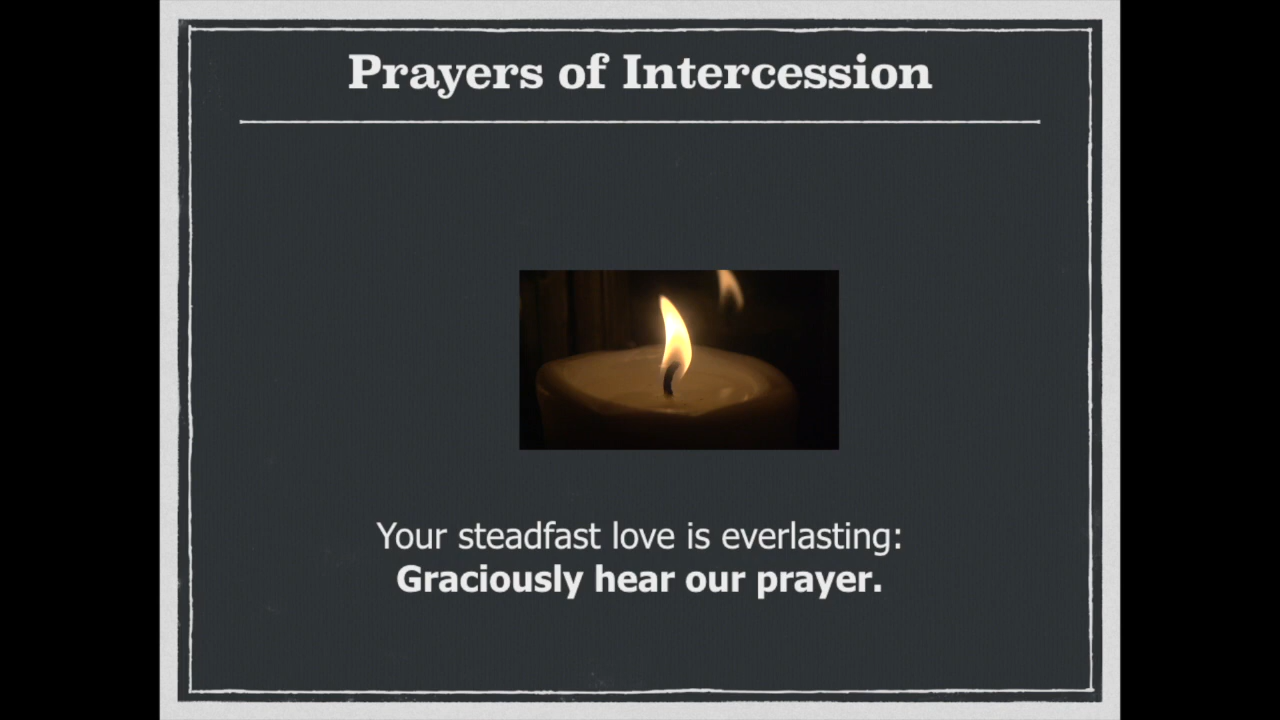 Prayers of Intercession
Your steadfast love is everlasting:
Graciously hear our prayer.